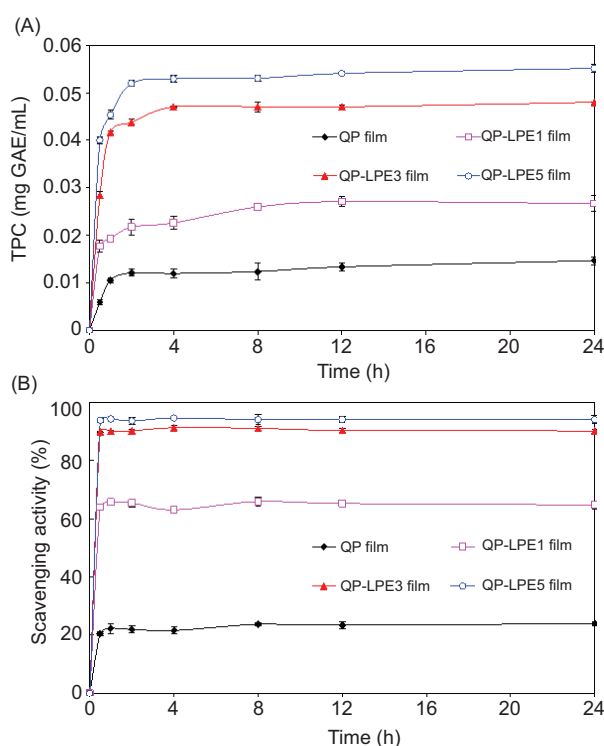 (A)
TPC (mg GAE/mL)
0.06
0.05
0.04
0.03
0.02
0.01
0
QP film
QP-LPE1 film
QP-LPE3 film
QP-LPE5 film
0 4 8 12 16 20 24
Time (h)
(B)
Scavenging activity (%)
100
80
60
40
20
0
QP film
QP-LPE1 film
QP-LPE3 film
QP-LPE5 film
0 4 8 12 16 20 24
Time (h)